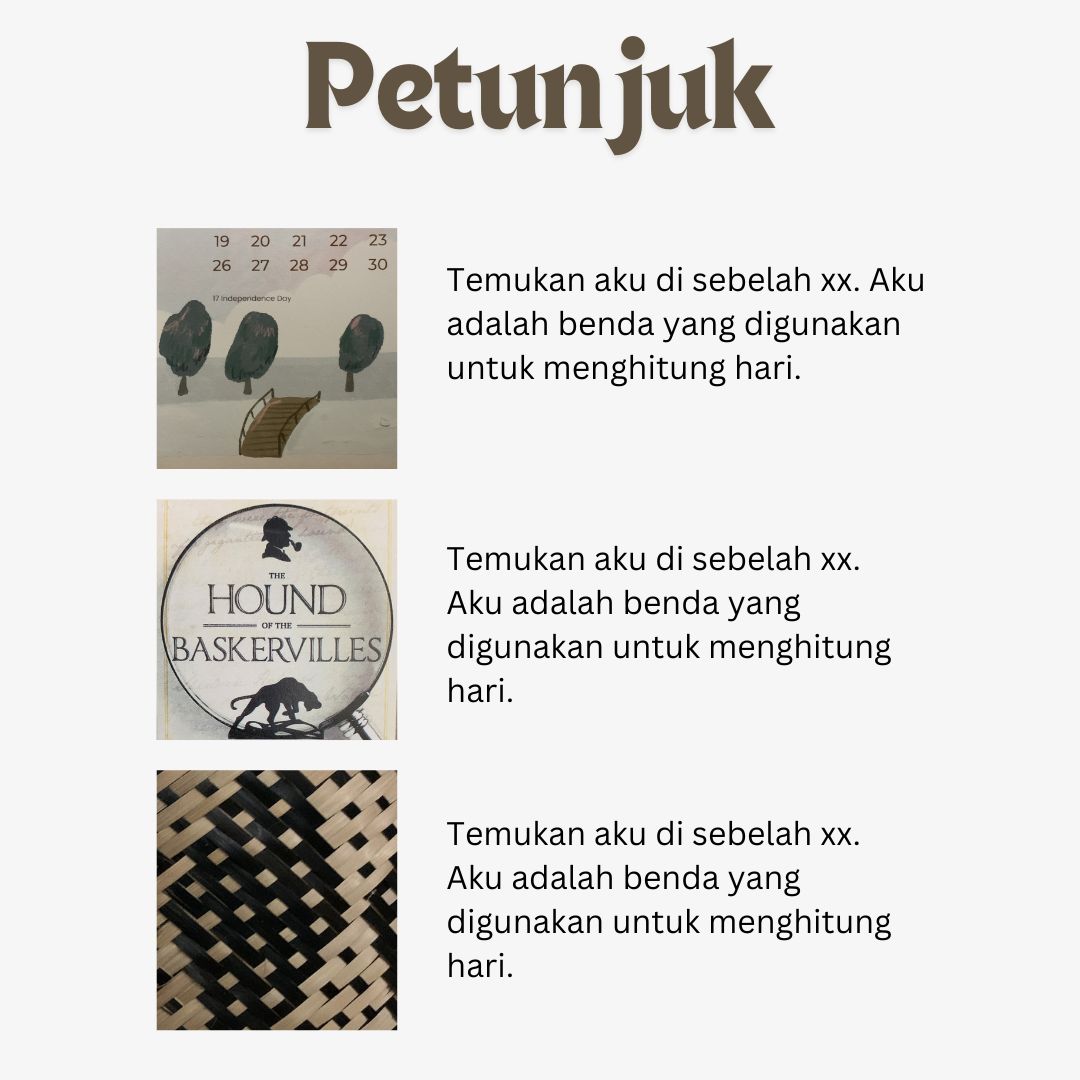 Petunjuk
19 20 21 22 23
26 27 28 29 30
17 Independence Day
Temukan aku di sebelah xx. Aku
adalah benda yang digunakan
untuk menghitung hari.
THE
HOUND
OF THE
BASKERVILLES
Temukan aku di sebelah xx.
Aku adalah benda yang
digunakan untuk menghitung
hari.
Temukan aku di sebelah xx.
Aku adalah benda yang
digunakan untuk menghitung
hari.